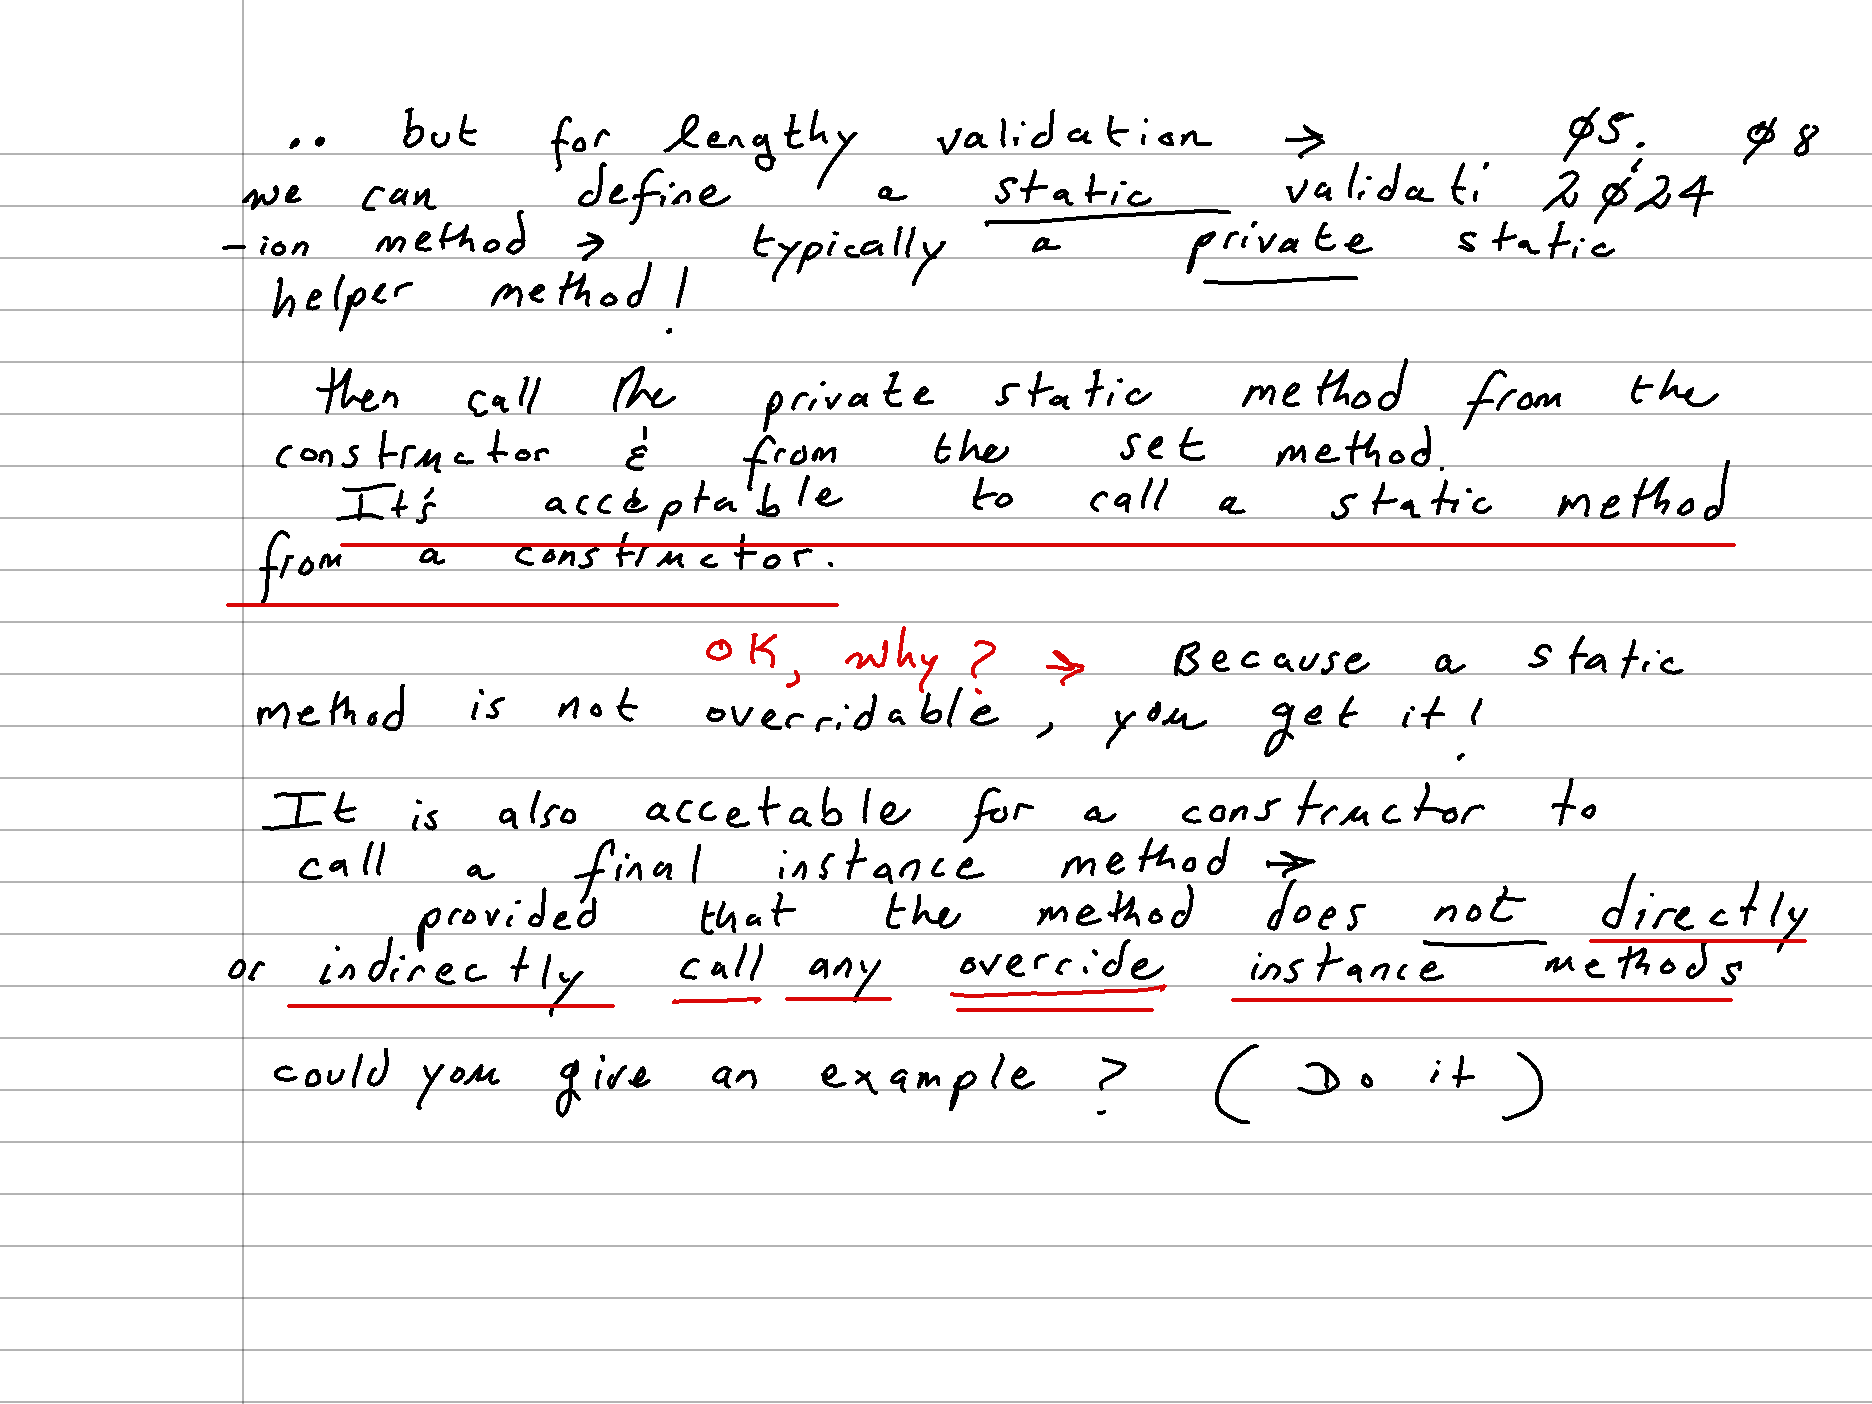 .. but for lengthy validation → 05. 08
we can define a static validati 2024
-ion method → typically a private static
helper method!
then call the private static method from the
constructor & from the set method.
It's acceptable to call a static method
from a constructor.
OK, why? → Because a static
method is not overridable, you get it!
It is also accetable for a constructor to
call a final instance method →
provided that the method does not directly
or indirectly call any override instance methods
could you give an example? (Do it)